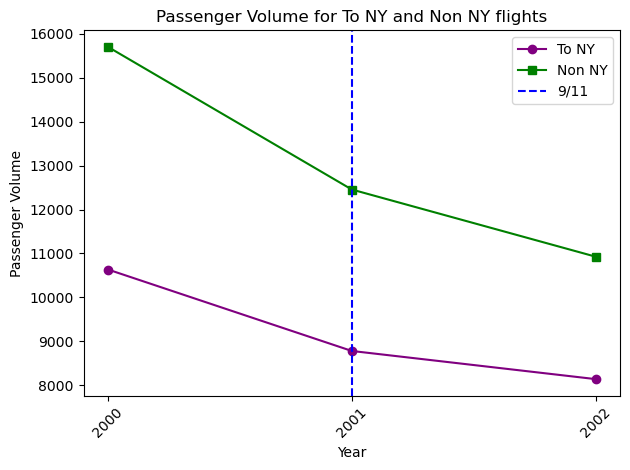 Passenger Volume for To NY and Non NY flights
To NY
Non NY
9/11
Passenger Volume
16000
15000
14000
13000
12000
11000
10000
9000
8000
2000
2001
2002
Year